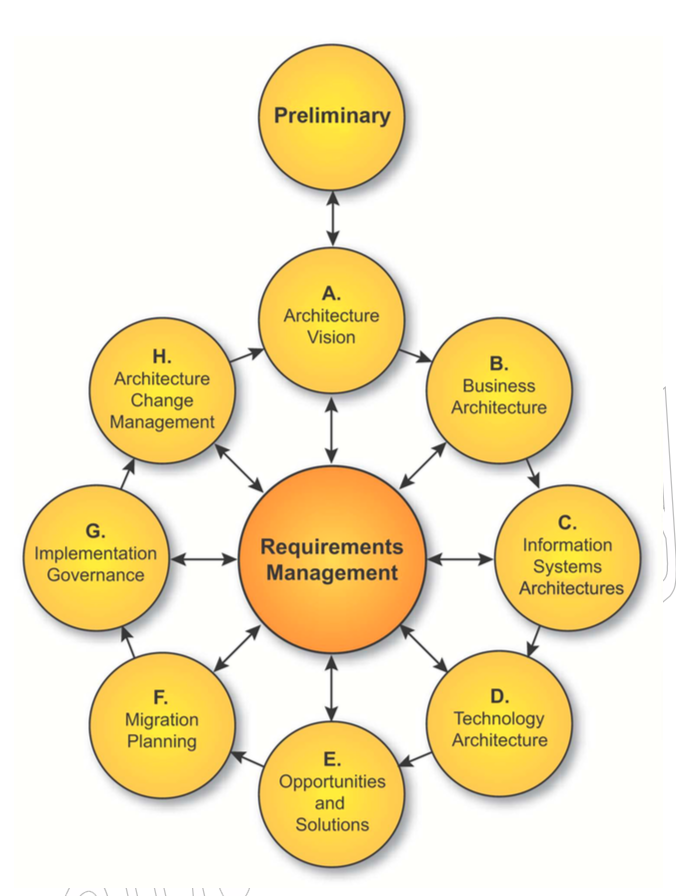 Preliminary
A.
Architecture
Vision
B.
Business
Architecture
C.
Information
Systems
Architectures
D.
Technology
Architecture
E.
Opportunities
and
Solutions
F.
Migration
Planning
G.
Implementation
Governance
H.
Architecture
Change
Management
Requirements
Management